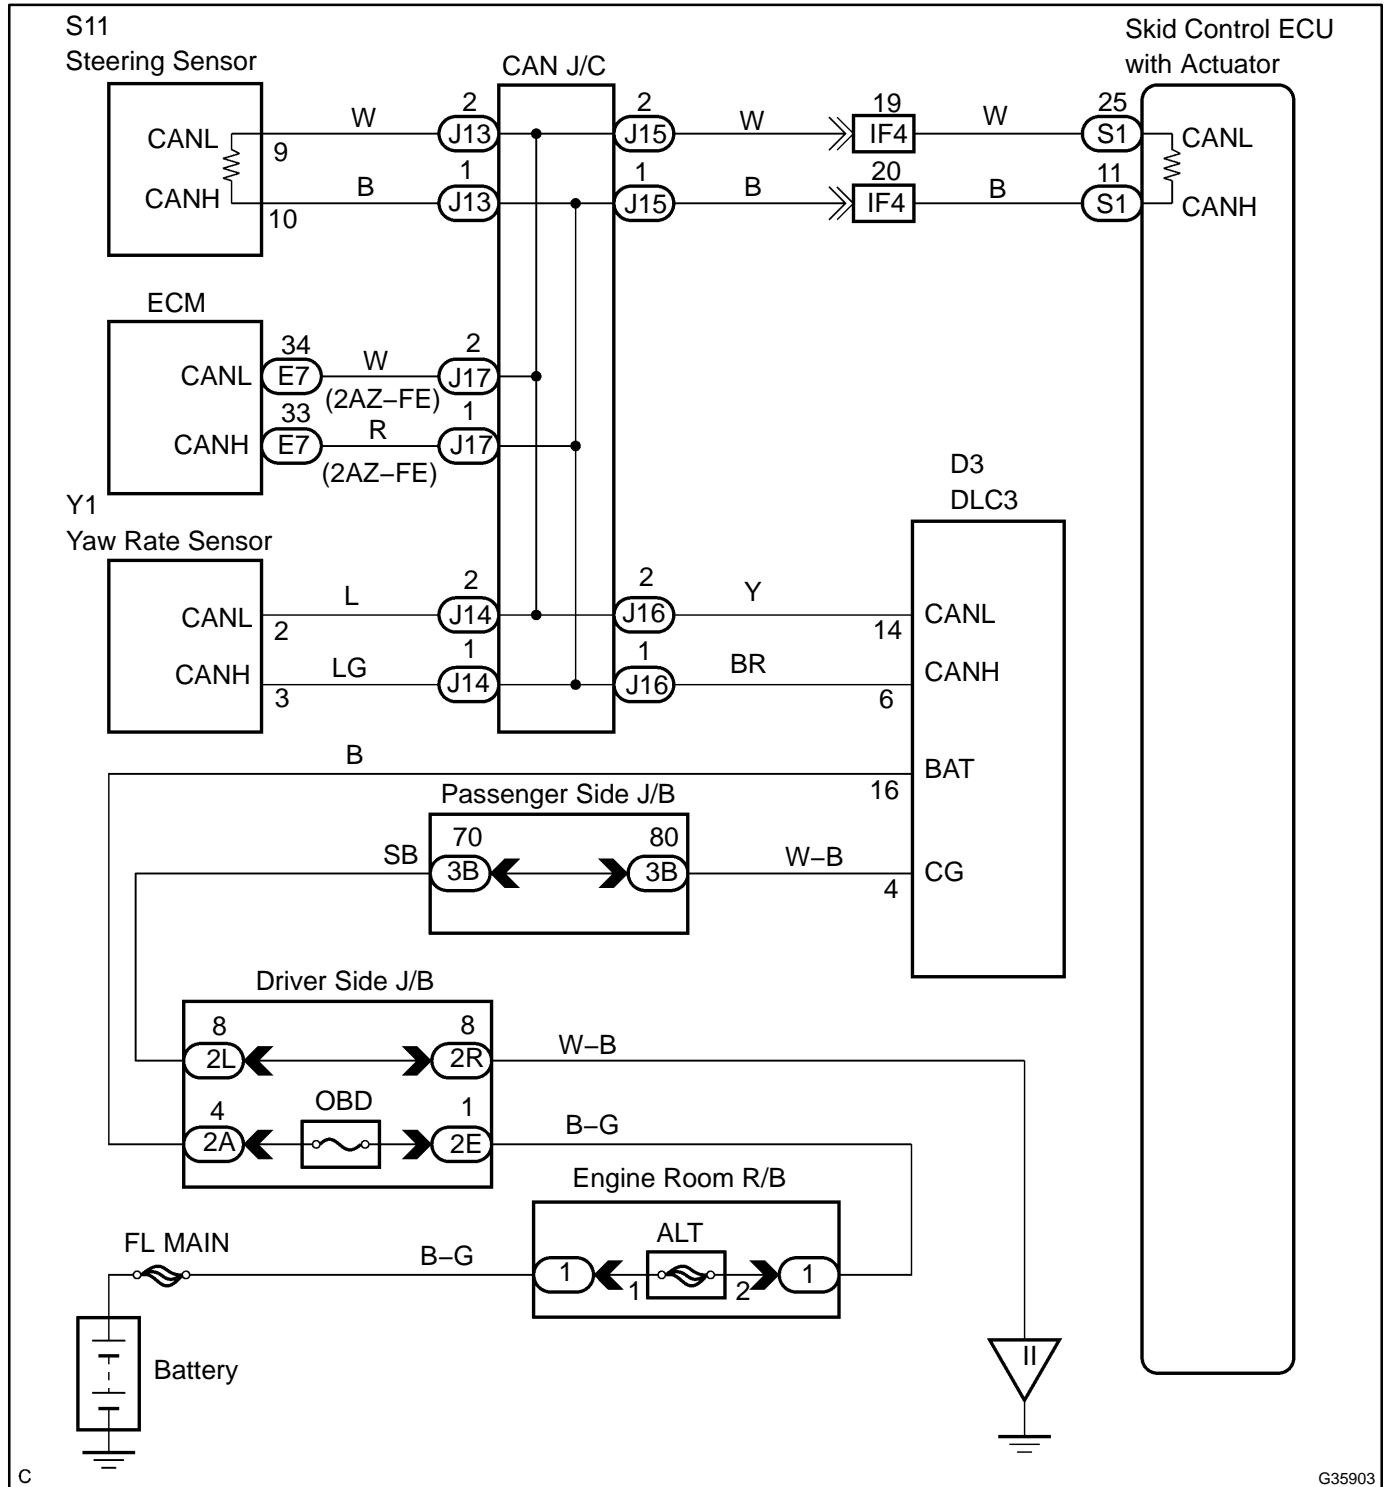 S11
Steering Sensor
CAN J/C
Skid Control ECU
with Actuator
CANL
9
W
2
J13
2
J15
W
19
IF4
W
25
S1
CANL
CANH
10
B
1
J13
1
J15
B
20
IF4
B
11
S1
CANH
ECM
CANL
34
E7
W
(2AZ–FE)
2
J17
CANH
33
E7
R
(2AZ–FE)
1
J17
Y1
Yaw Rate Sensor
D3
DLC3
CANL
2
L
2
J14
2
J16
Y
14
CANL
CANH
3
LG
1
J14
1
J16
BR
6
CANH
B
16
BAT
Passenger Side J/B
SB
70
3B
80
3B
W–B
4
CG
Driver Side J/B
8
2L
8
2R
W–B
4
2A
OBD
1
2E
B–G
Engine Room R/B
FL MAIN
B–G
1
1
ALT
2
1
Battery
II
C
G35903